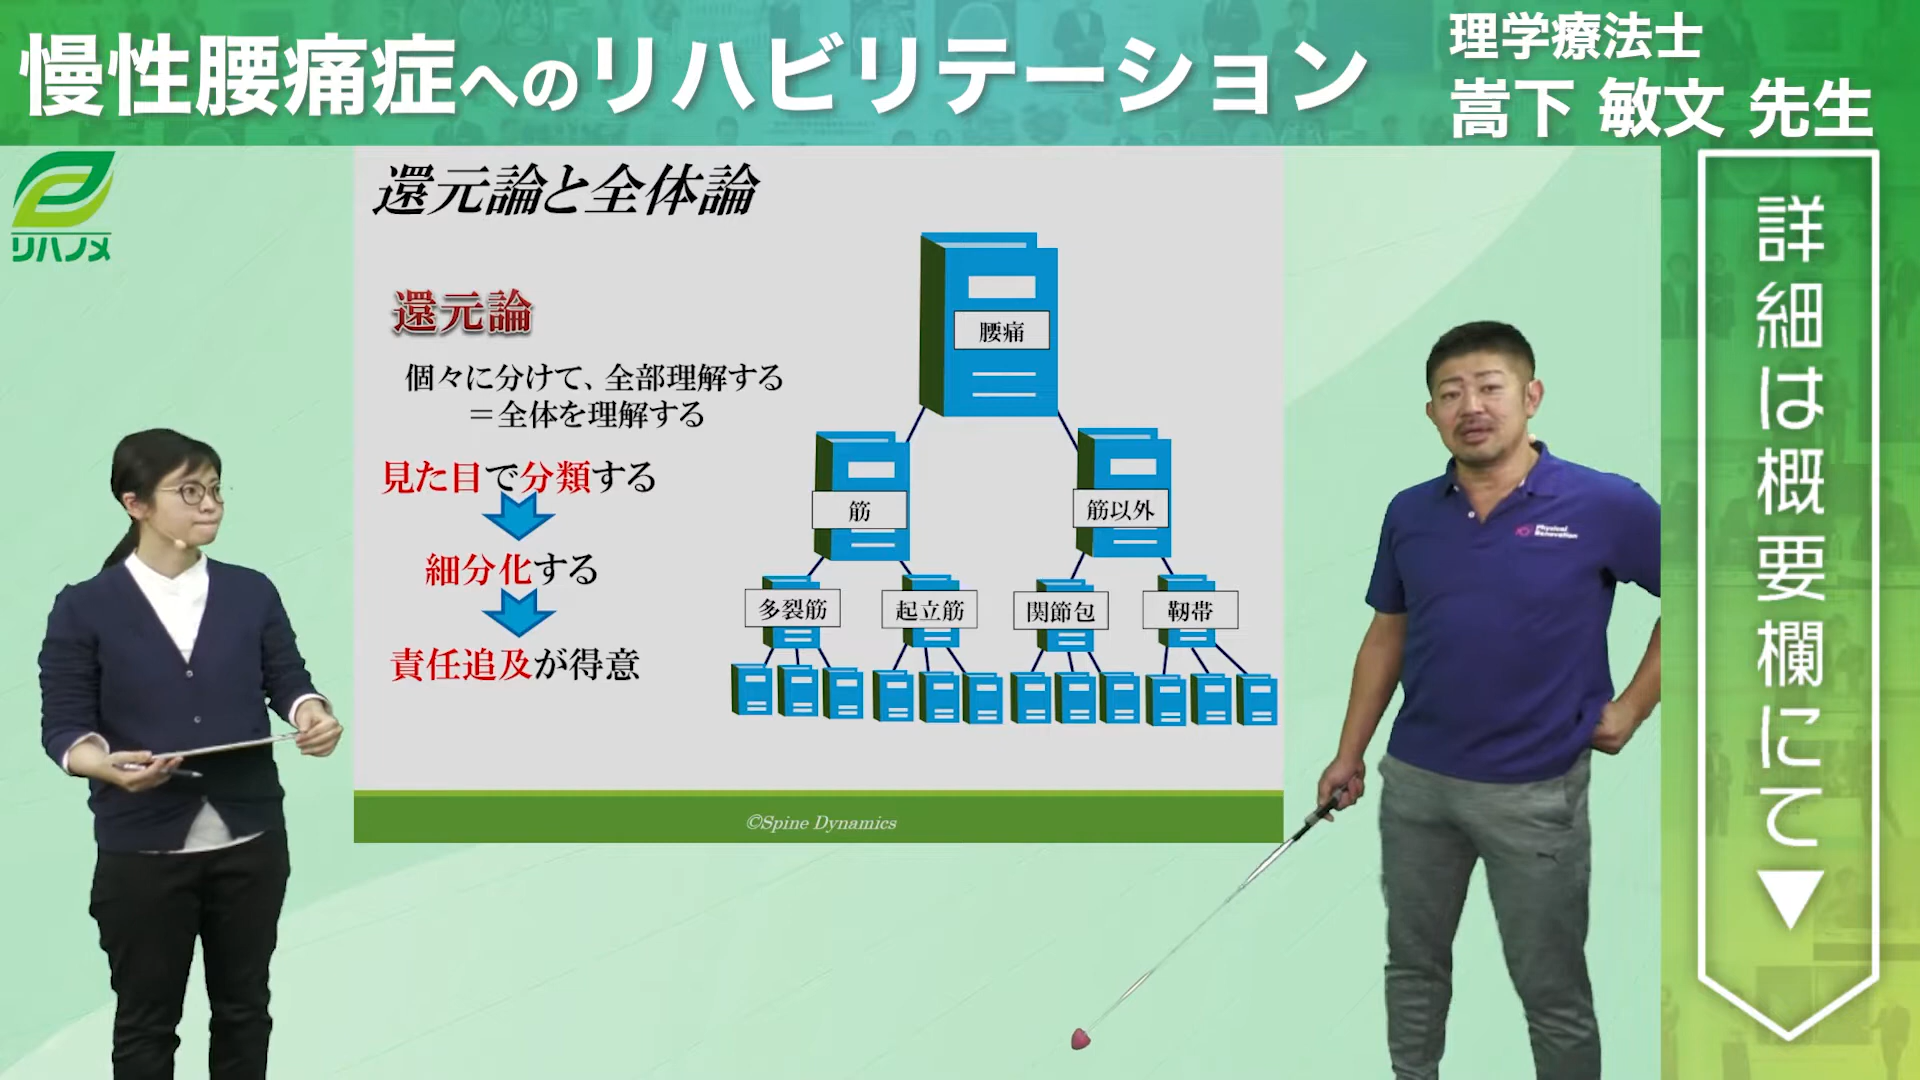 慢性腰痛症へのリハビリテーション
理学療法士
嵩下 敏文 先生
リハノメ
還元論と全体論
還元論
個々に分けて、全部理解する
＝全体を理解する
見た目で分類する
細分化する
責任追及が得意
腰痛
筋
筋以外
多裂筋
起立筋
関節包
靭帯
©Spine Dynamics
Physical
Renovation
詳細は概要欄にて▼